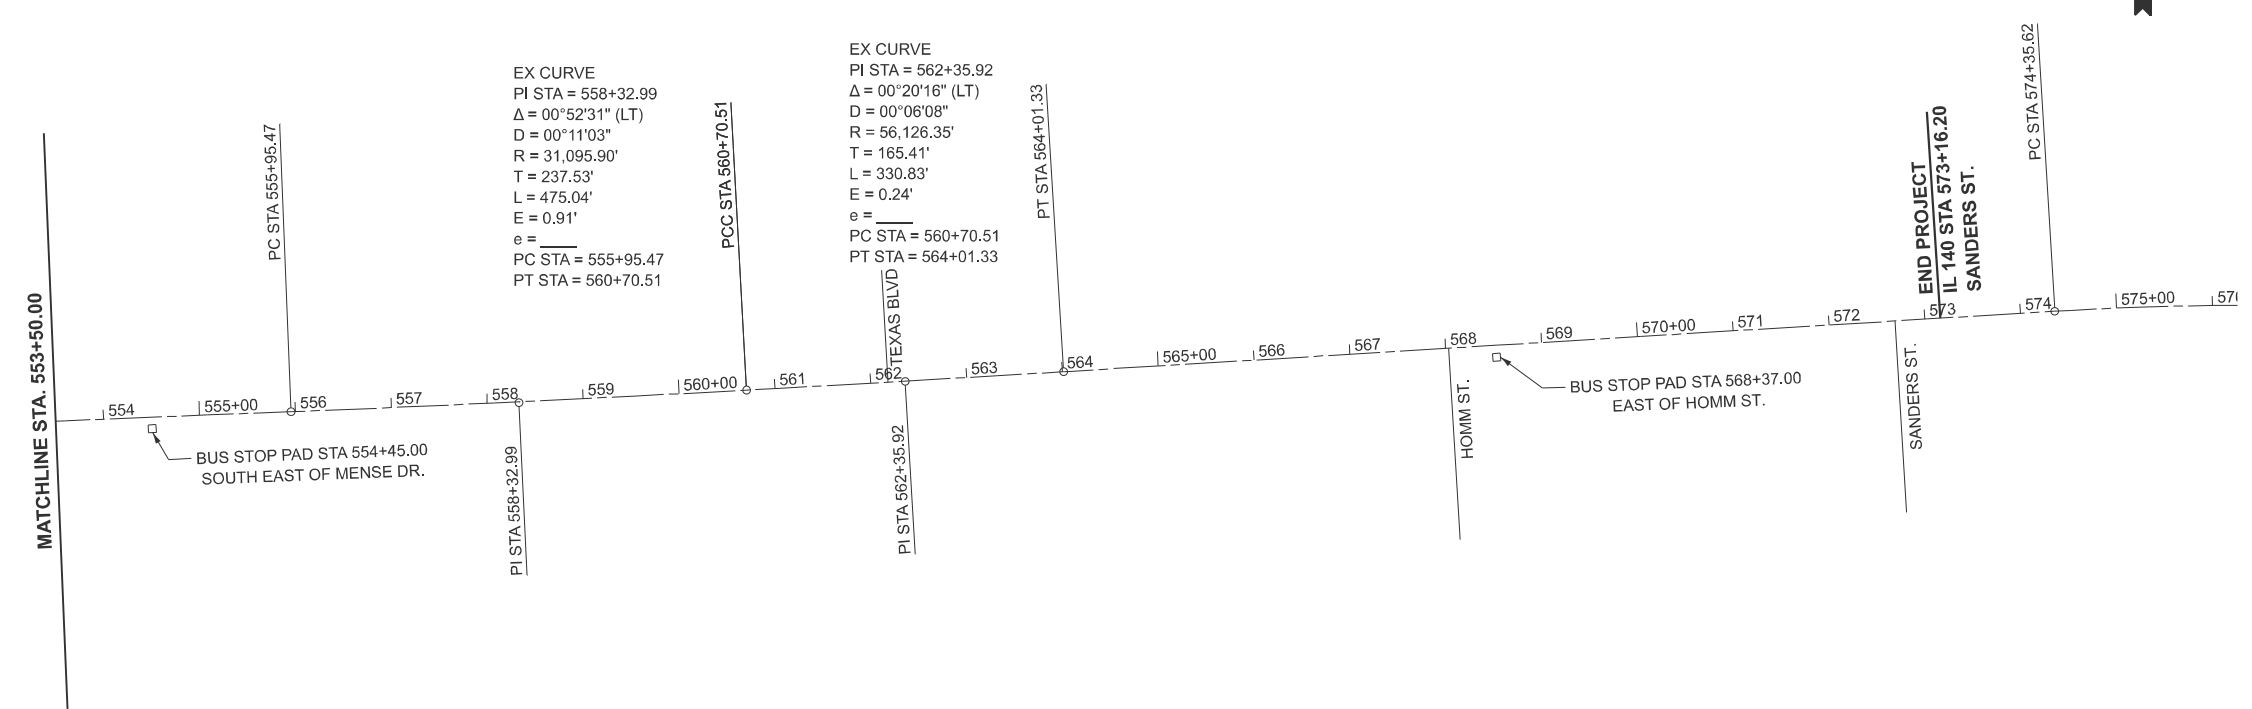 MATCHLINE STA. 553+50.00
PC STA 555+95.47
EX CURVE
PI STA = 558+32.99
Δ = 00°52'31" (LT)
D = 00°11'03"
R = 31,095.90'
T = 237.53'
L = 475.04'
E = 0.91'
e = ____
PC STA = 555+95.47
PT STA = 560+70.51
PCC STA 560+70.51
EX CURVE
PI STA = 562+35.92
Δ = 00°20'16" (LT)
D = 00°06'08"
R = 56,126.35'
T = 165.41'
L = 330.83'
E = 0.24'
e = ____
PC STA = 560+70.51
PT STA = 564+01.33
TEXAS BLVD
PT STA 564+01.33
END PROJECT
IL 140 STA 573+16.20
SANDERS ST.
PC STA 574+35.62
554
555+00
556
557
558
559
560+00
561
562
563
564
565+00
566
567
568
569
570+00
571
572
573
574
575+00
BUS STOP PAD STA 554+45.00
SOUTH EAST OF MENSE DR.
PI STA 558+32.99
PI STA 562+35.92
HOMM ST.
BUS STOP PAD STA 568+37.00
EAST OF HOMM ST.
SANDERS ST.